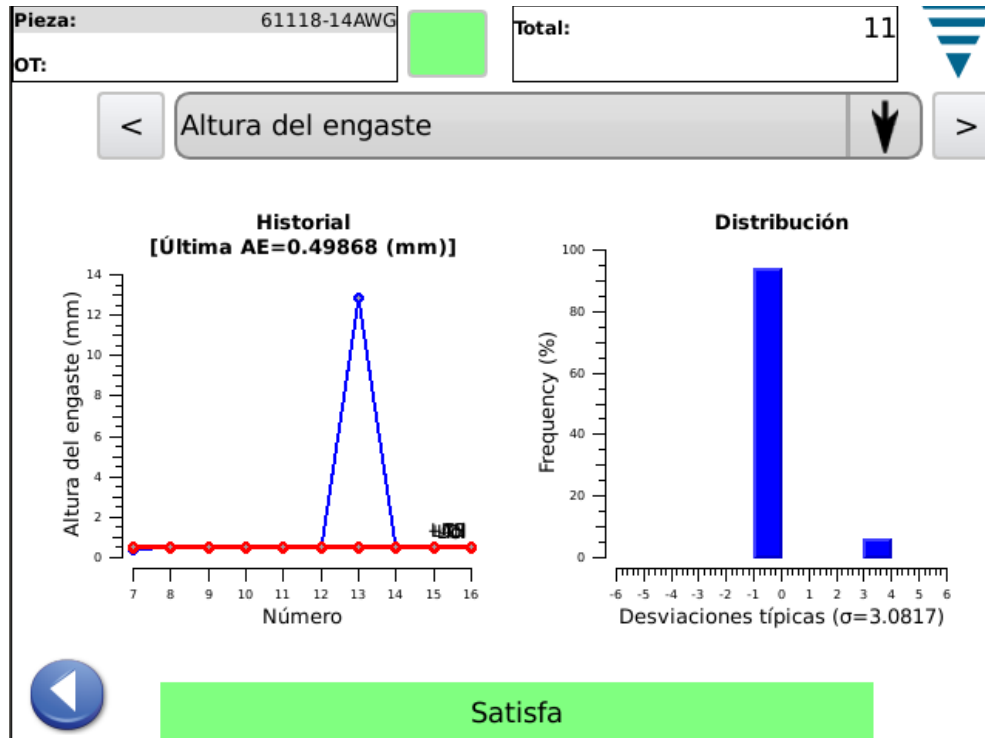 Pieza: 61118-14AWG
OT:
Total: 11
< Altura del engaste >
Historial
[Última AE=0.49868 (mm)]
Altura del engaste (mm)
14
12
10
8
6
4
2
0
7 8 9 10 11 12 13 14 15 16
Número
Distribución
Frequency (%)
100
80
60
40
20
0
-6 -5 -4 -3 -2 -1 0 1 2 3 4 5 6
Desviaciones típicas (σ=3.0817)
Satisfa